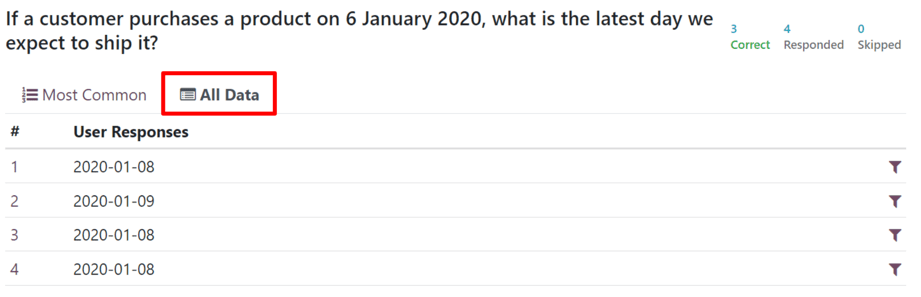 If a customer purchases a product on 6 January 2020, what is the latest day we
expect to ship it?
3 4 0
Correct Responded Skipped
Most Common All Data
# User Responses
1 2020-01-08
2 2020-01-09
3 2020-01-08
4 2020-01-08